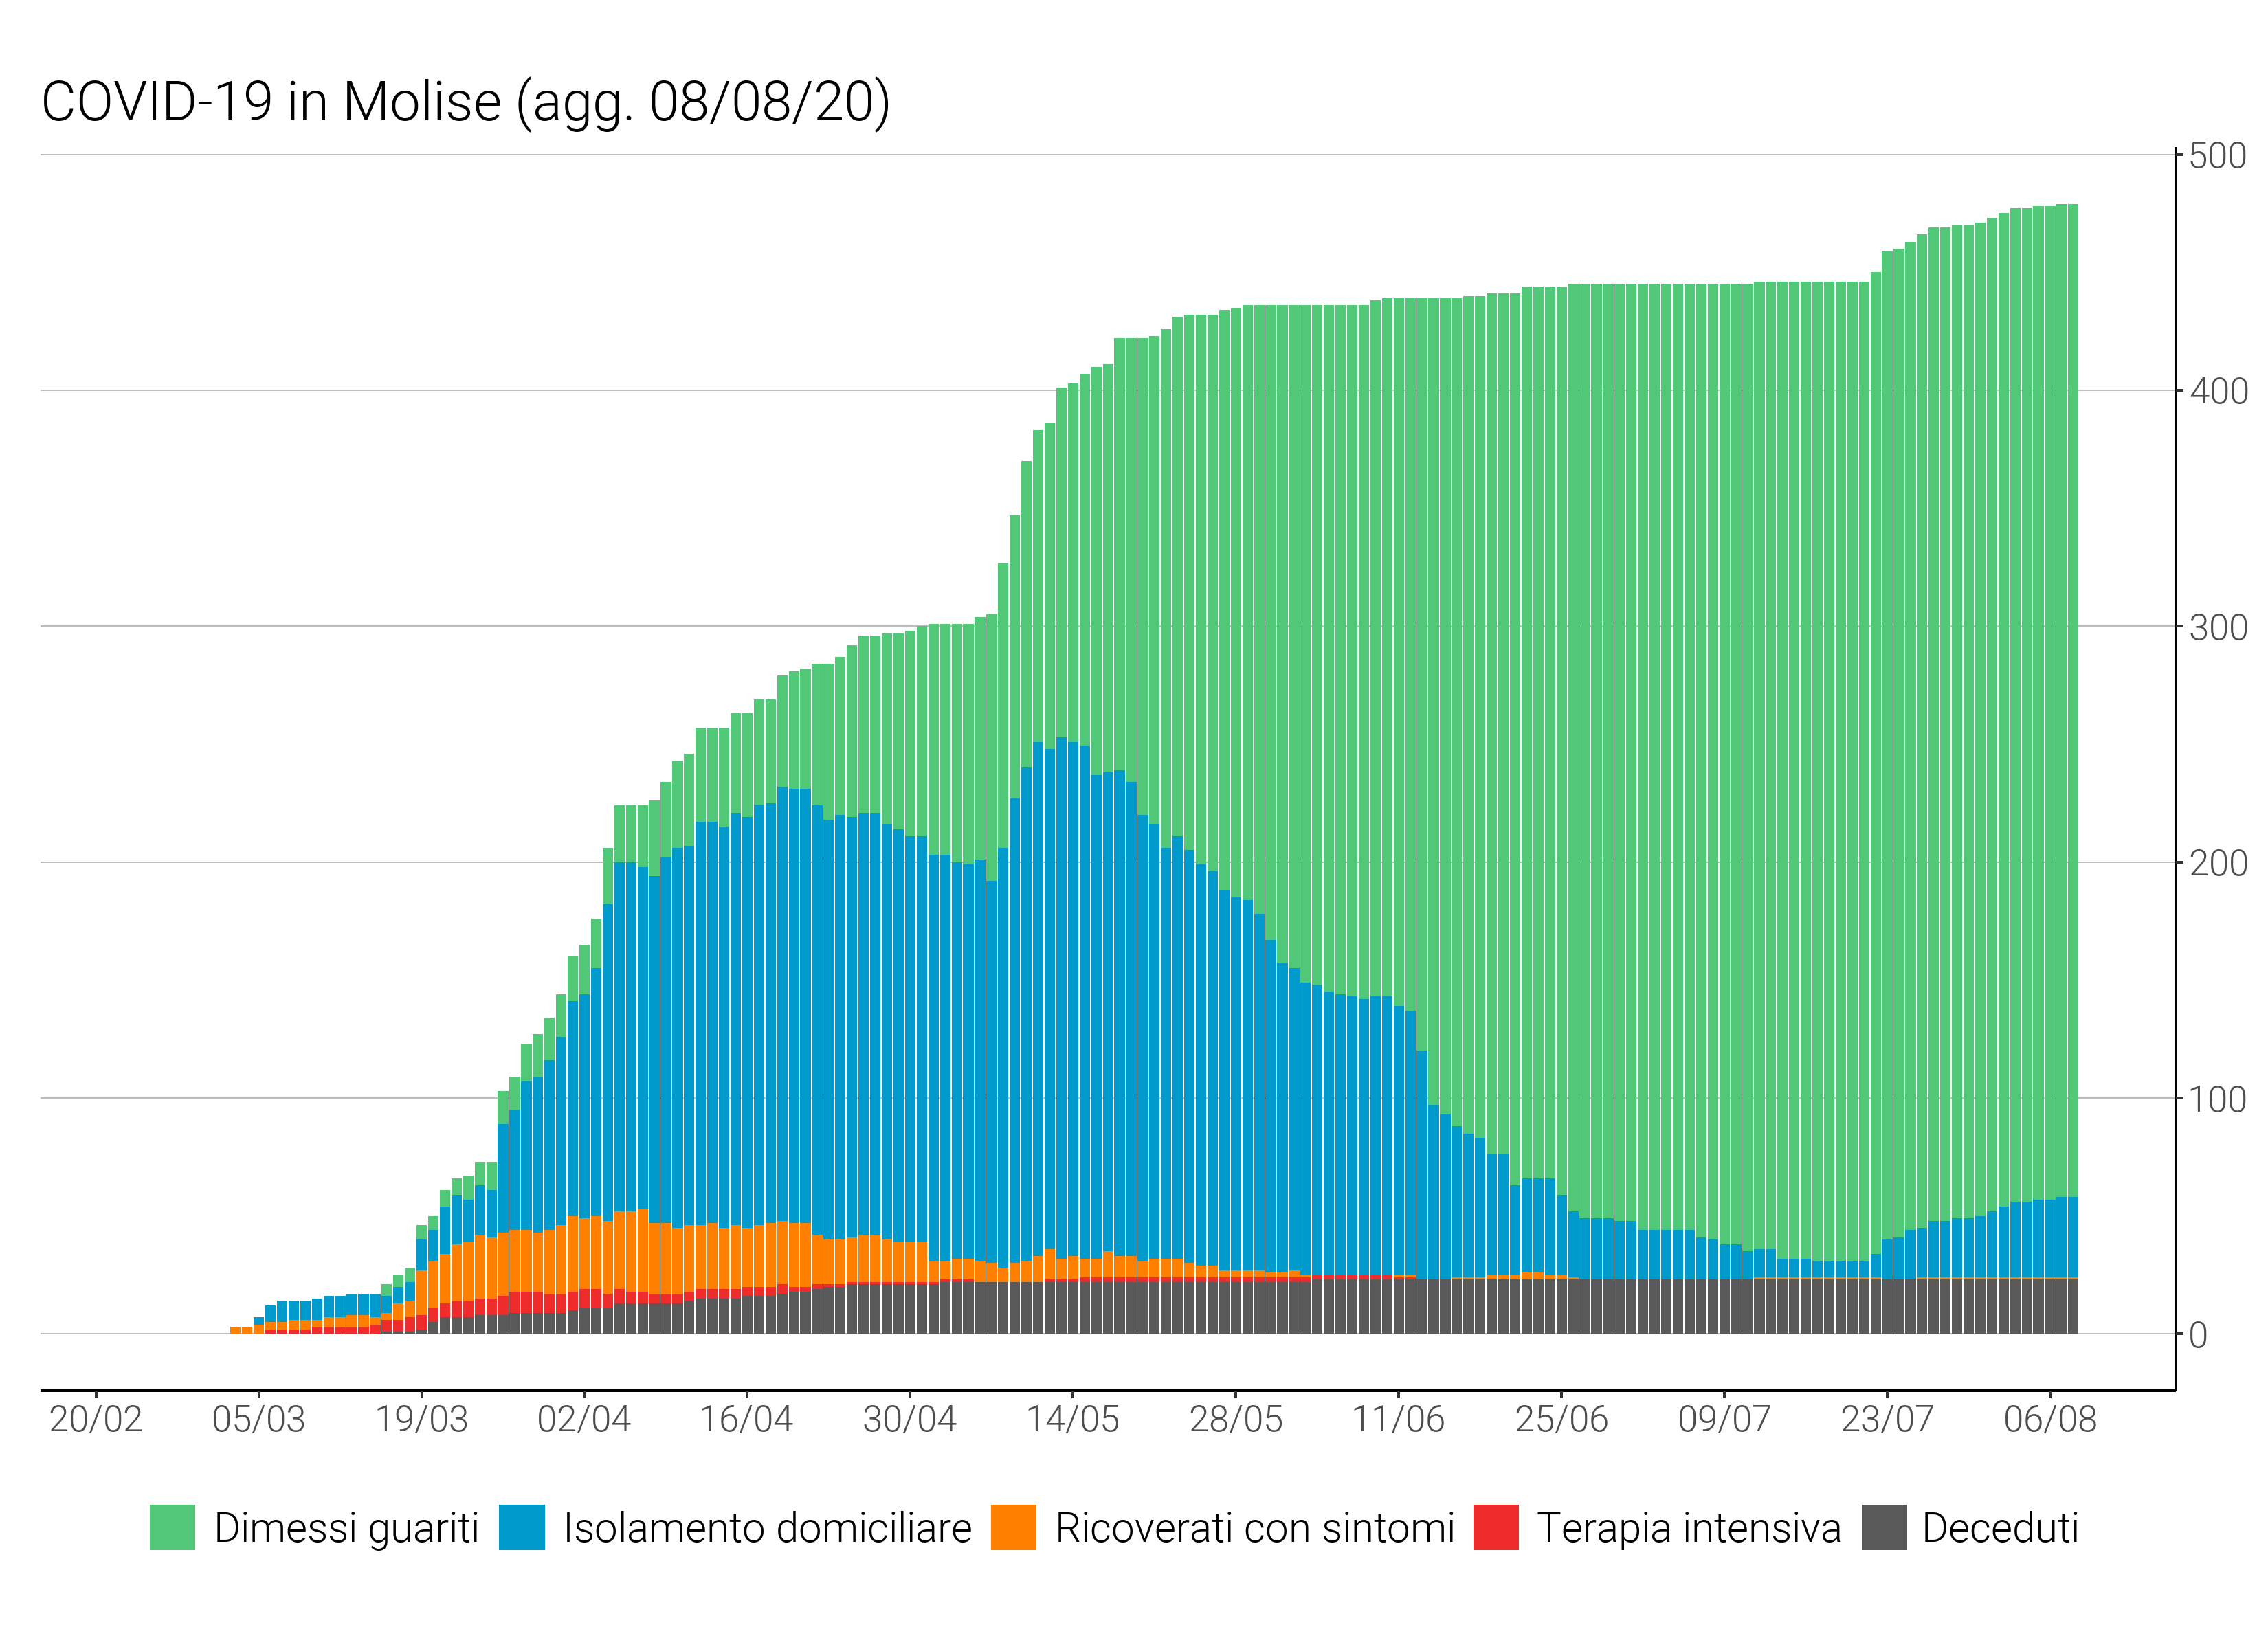 COVID-19 in Molise (agg. 08/08/20)
500
400
300
200
100
0
20/02 05/03 19/03 02/04 16/04 30/04 14/05 28/05 11/06 25/06 09/07 23/07 06/08
Dimessi guariti Isolamento domiciliare Ricoverati con sintomi Terapia intensiva Deceduti